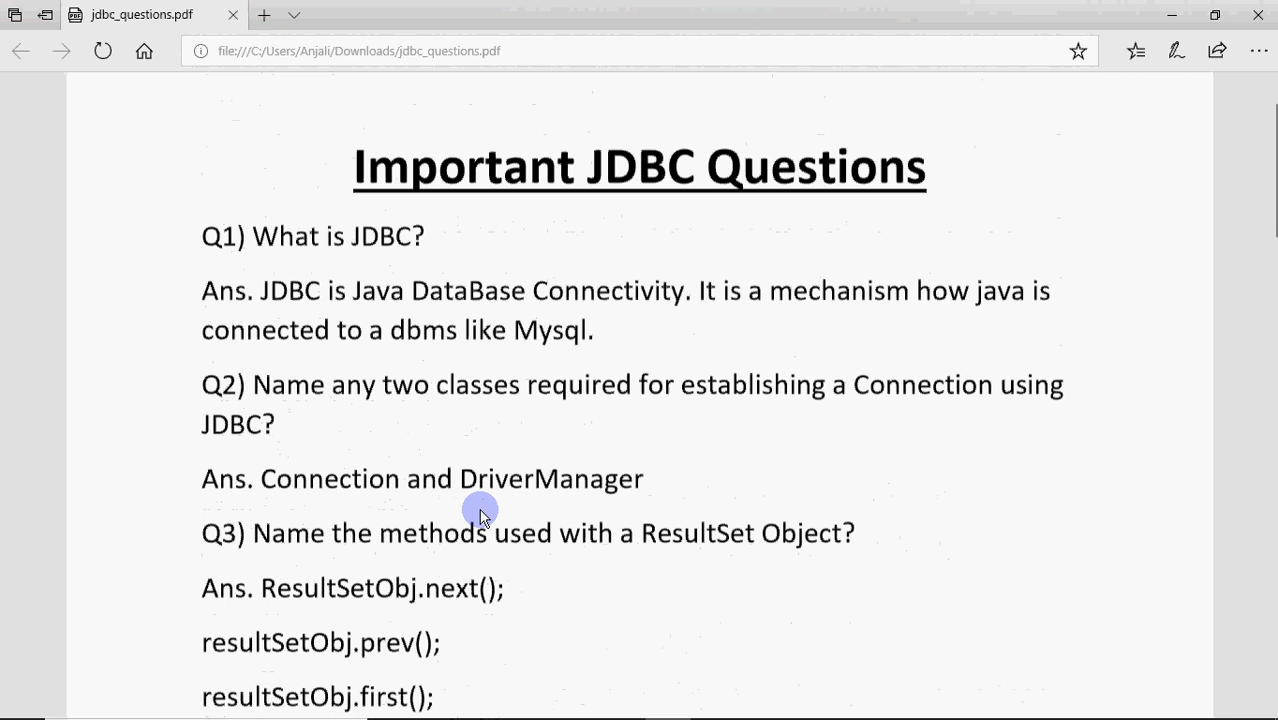 jdbc_questions.pdf
file:///C:/Users/Anjali/Downloads/jdbc_questions.pdf
Important JDBC Questions
Q1) What is JDBC?
Ans. JDBC is Java DataBase Connectivity. It is a mechanism how java is
connected to a dbms like Mysql.
Q2) Name any two classes required for establishing a Connection using
JDBC?
Ans. Connection and DriverManager
Q3) Name the methods used with a ResultSet Object?
Ans. ResultSetObj.next();
resultSetObj.prev();
resultSetObj.first();